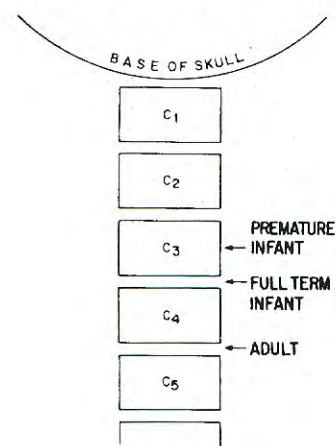 BASE OF SKULL
C₁
C₂
C₃
PREMATURE
INFANT
FULL TERM
INFANT
C₄
ADULT
C₅